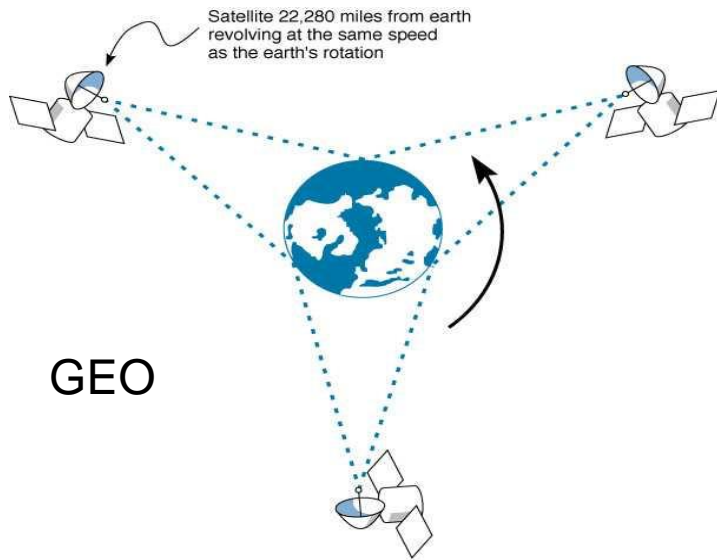 Satellite 22,280 miles from earth
revolving at the same speed
as the earth's rotation
GEO